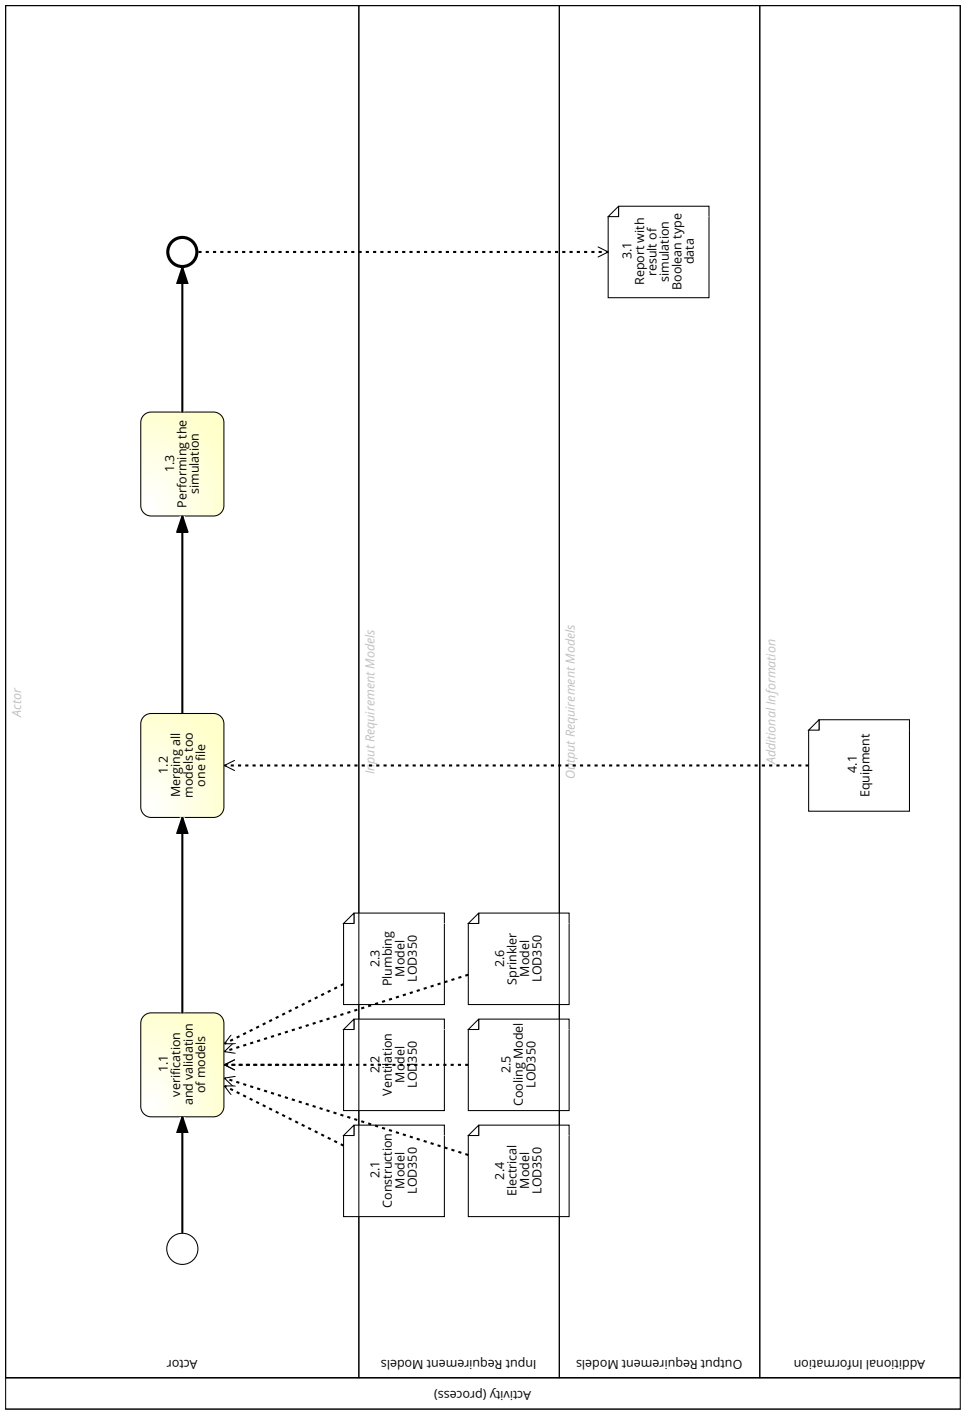 Activity (process)
Actor
Input Requirement Models
Output Requirement Models
Additional Information
Actor
Input Requirement Models
Output Requirement Models
Additional Information
1.1
verification
and validation
of models
1.2
Merging all
models too
one file
1.3
Performing the
simulation
2.1
Construction
Model
LOD350
2.2
Ventilation
Model
LOD350
2.3
Plumbing
Model
LOD350
2.4
Electrical
Model
LOD350
2.5
Cooling Model
LOD350
2.6
Sprinkler
Model
LOD350
3.1
Report with
result of
simulation
Boolean type
data
4.1
Equipment